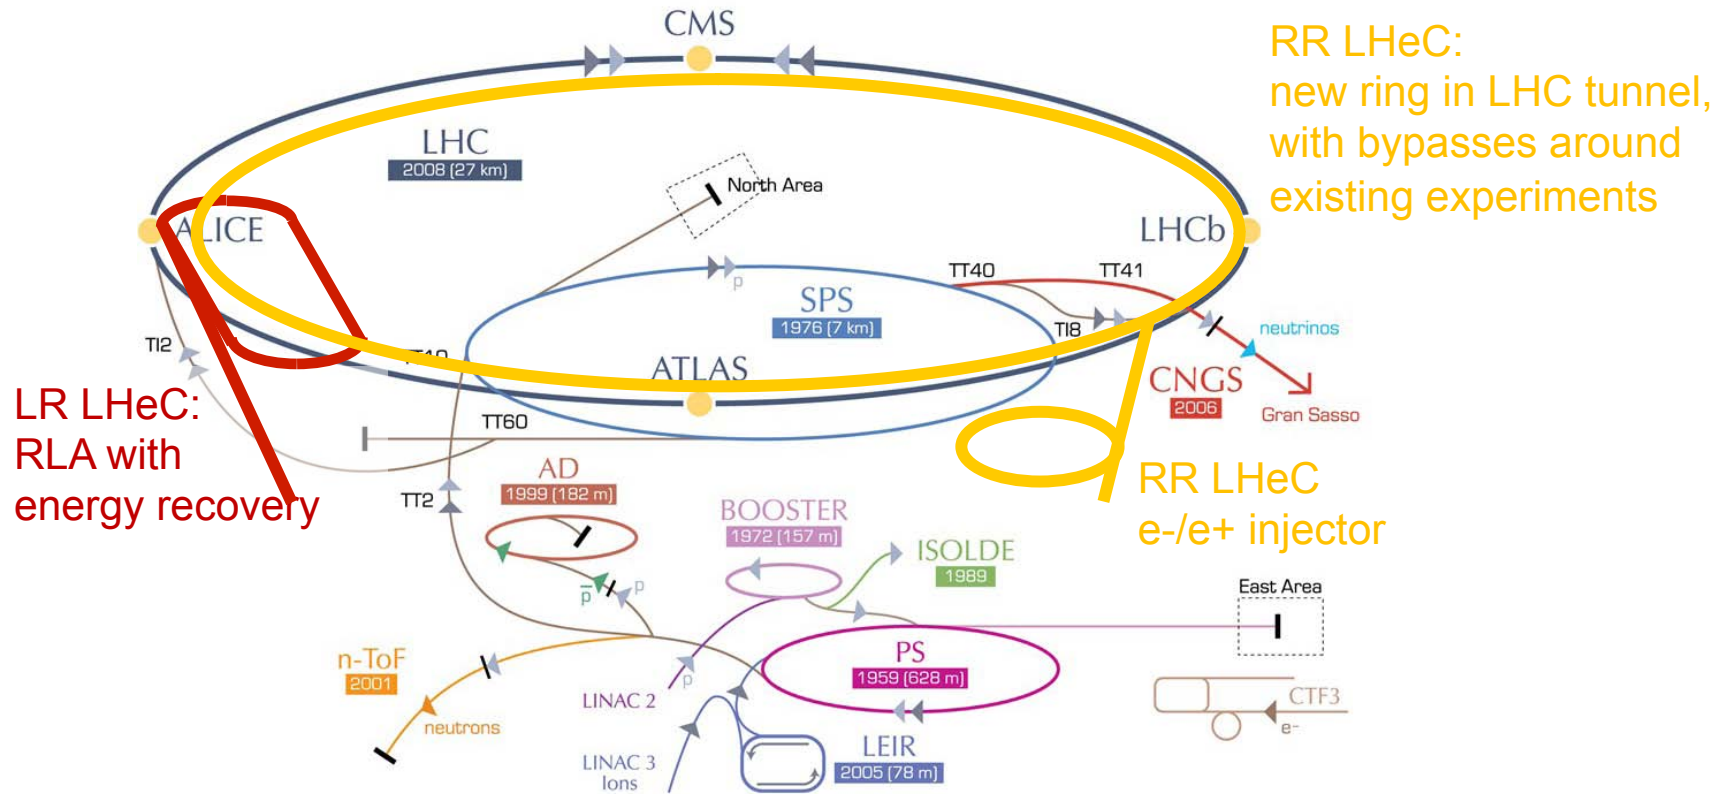 CMS
RR LHeC:
new ring in LHC tunnel,
with bypasses around
existing experiments
LHC
2008 (27 km)
North Area
ALICE
LHCb
TT40
TT41
p
SPS
1976 (7 km)
TI8
neutrinos
TI2
TT10
ATLAS
CNGS
2006
Gran Sasso
LR LHeC:
RLA with
energy recovery
TT60
AD
1999 (182 m)
TT2
BOOSTER
1972 (157 m)
RR LHeC
e-/e+ injector
ISOLDE
1989
p̅
p
East Area
n-ToF
2001
PS
1959 (628 m)
p
LINAC 2
neutrons
CTF3
e-
LEIR
2005 (78 m)
LINAC 3
Ions